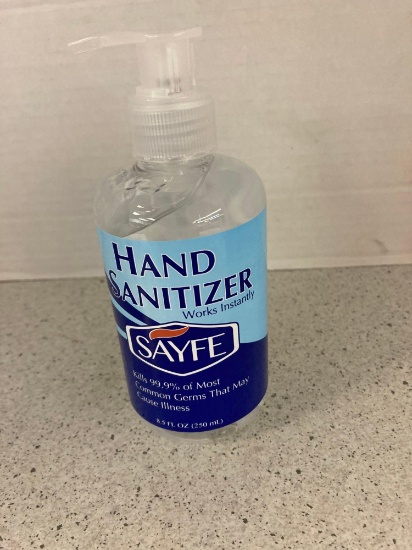 HAND
SANITIZER
Works Instantly
SAYFE
Kills 99.9% of Most
Common Germs That May
Cause Illness
8.5 FL OZ (250 mL)